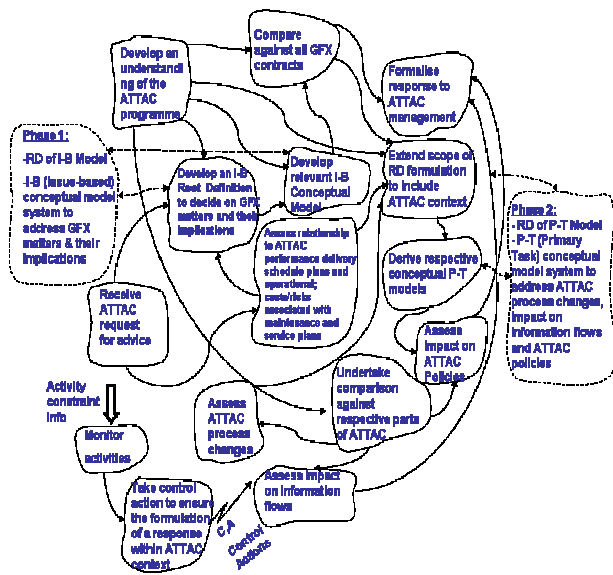 Compare
against all GFX
contracts
Develop an
understandi
ng of the
ATTAC
programme
Formalise
response to
ATTAC
management
Phase 1:
-RD of I-B Model
-I-B (Issue-based)
conceptual model
system to
address GFX
matters & their
implications
Develop an I-B
Root Definition
to decide on GFX
matters and their
implications
Develop
relevant I-B
Conceptual
Model
Extend scope of
RD formulation
to include
ATTAC context
Phase 2:
- RD of P-T Model
- P-T (Primary
Task) conceptual
model system to
address ATTAC
process changes,
impact on
information flows
and ATTAC
policies
Assess relationship
to ATTAC
performance delivery
schedule plans and
operational;
costs/risks
associated with
maintenance and
service plans
Derive respective
conceptual P-T
models
Receive
ATTAC
request
for advice
Assess
impact on
ATTAC
Policies
Activity
constraint
info
Assess
ATTAC
process
changes
Undertake
comparison
against
respective parts
of ATTAC
Monitor
activities
Take control
action to ensure
the formulation
of a response
within ATTAC
context
C.A
Control
Actions
Assess impact
on information
flows